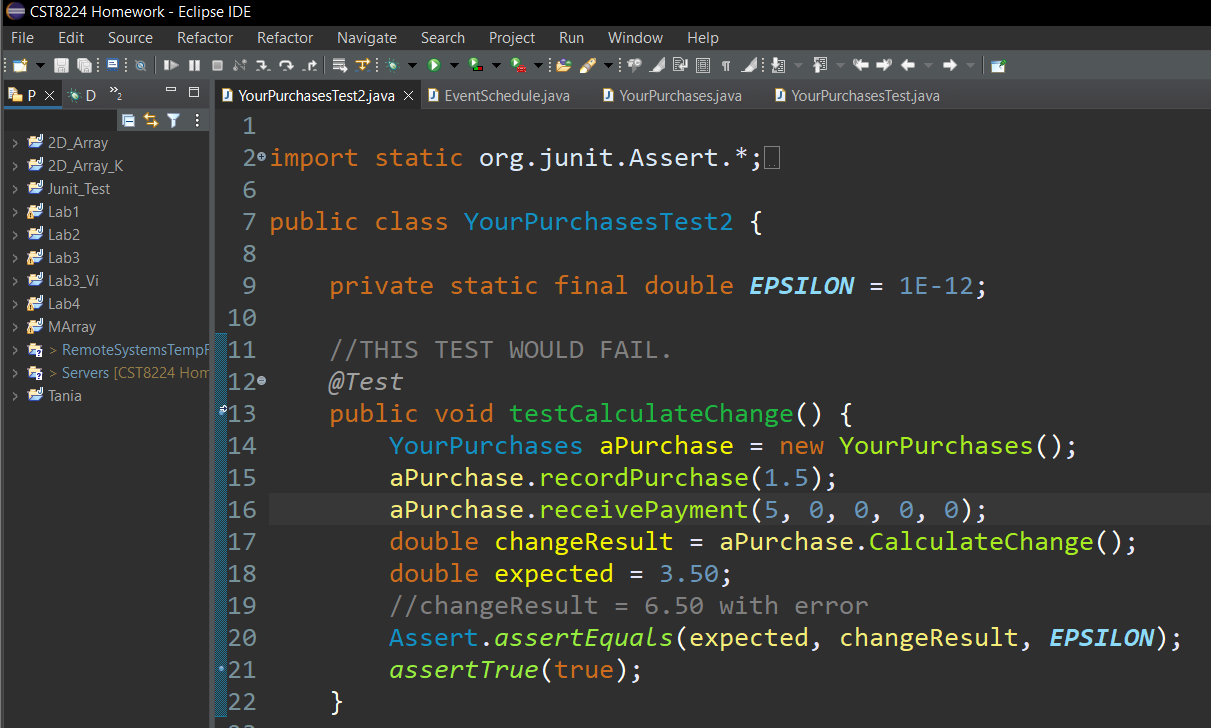 CST8224 Homework - Eclipse IDE
File Edit Source Refactor Refactor Navigate Search Project Run Window Help
P D 2 YourPurchasesTest2.java EventSchedule.java YourPurchases.java YourPurchasesTest.java
2D_Array
2D_Array_K
Junit_Test
Lab1
Lab2
Lab3
Lab3_Vi
Lab4
MArray
> RemoteSystemsTempF
> Servers [CST8224 Hom
Tania
1
2 import static org.junit.Assert.*;
6
7 public class YourPurchasesTest2 {
8
9 private static final double EPSILON = 1E-12;
10
11 //THIS TEST WOULD FAIL.
12 @Test
13 public void testCalculateChange() {
14 YourPurchases aPurchase = new YourPurchases();
15 aPurchase.recordPurchase(1.5);
16 aPurchase.receivePayment(5, 0, 0, 0, 0);
17 double changeResult = aPurchase.CalculateChange();
18 double expected = 3.50;
19 //changeResult = 6.50 with error
20 Assert.assertEquals(expected, changeResult, EPSILON);
21 assertTrue(true);
22 }